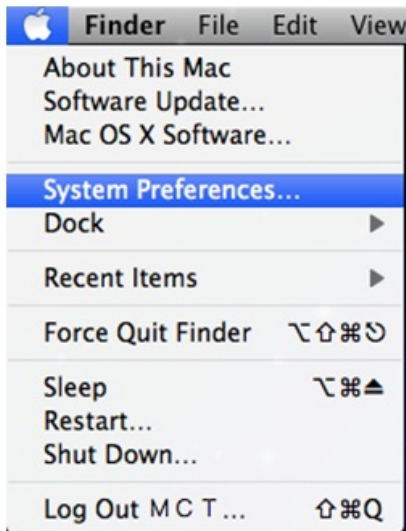 Finder File Edit View
About This Mac
Software Update...
Mac OS X Software...
System Preferences...
Dock ▶
Recent Items ▶
Force Quit Finder ⌥⇧⌘⎋
Sleep ⌥⌘⏏
Restart...
Shut Down...
Log Out M C T... ⇧⌘Q